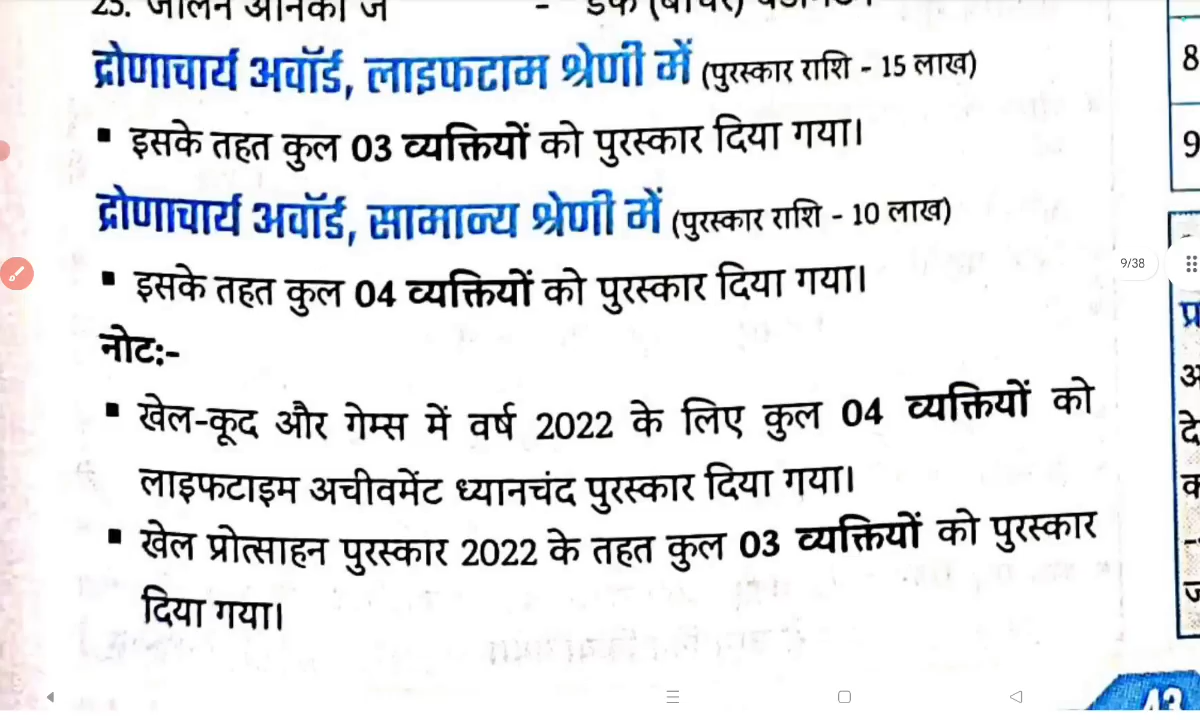 25.
द्रोणाचार्य अवॉर्ड, लाइफटाम श्रेणी में (पुरस्कार राशि - 15 लाख)
▪ इसके तहत कुल 03 व्यक्तियों को पुरस्कार दिया गया।
द्रोणाचार्य अवॉर्ड, सामान्य श्रेणी में (पुरस्कार राशि - 10 लाख)
▪ इसके तहत कुल 04 व्यक्तियों को पुरस्कार दिया गया।
नोटः-
▪ खेल-कूद और गेम्स में वर्ष 2022 के लिए कुल 04 व्यक्तियों को
लाइफटाइम अचीवमेंट ध्यानचंद पुरस्कार दिया गया।
▪ खेल प्रोत्साहन पुरस्कार 2022 के तहत कुल 03 व्यक्तियों को पुरस्कार
दिया गया।
8
9
9/38
43